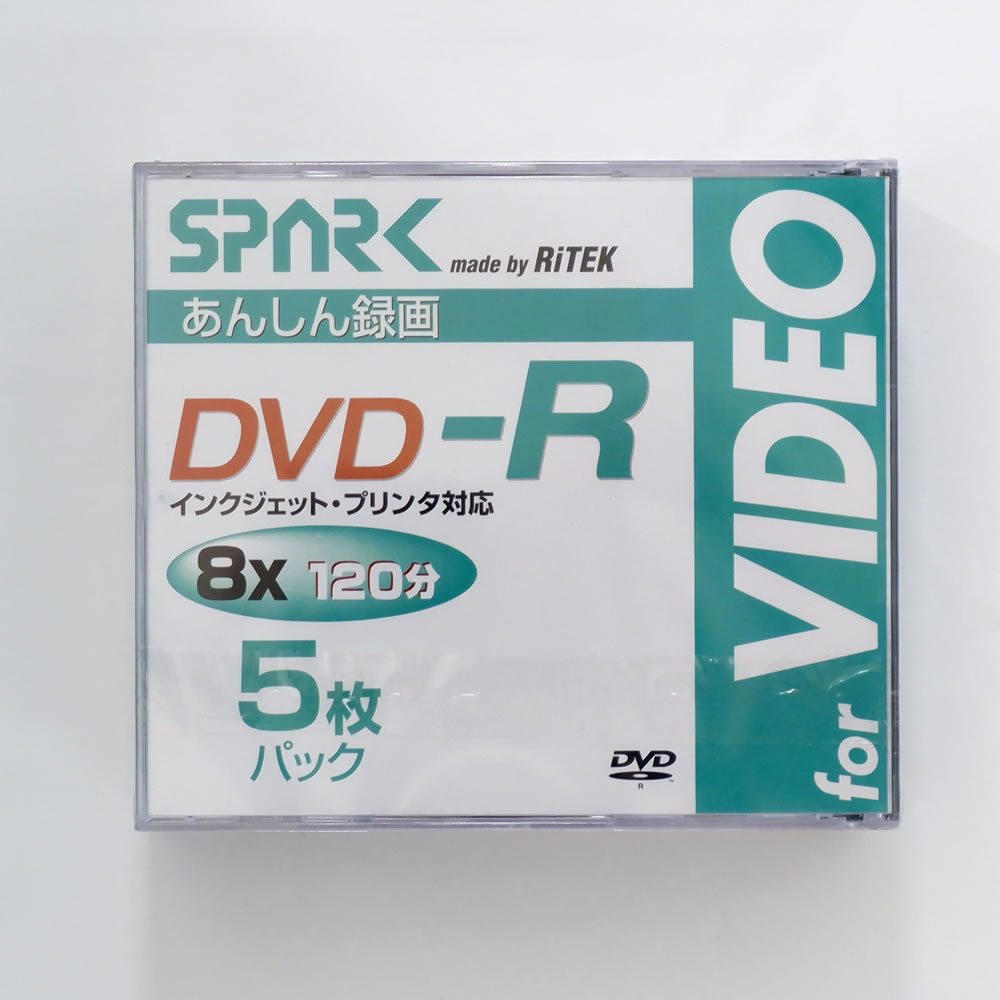 SPARK made by RiTEK
あんしん録画
DVD-R
インクジェット・プリンタ対応
8x 120分
5枚
パック
DVD
R
for VIDEO